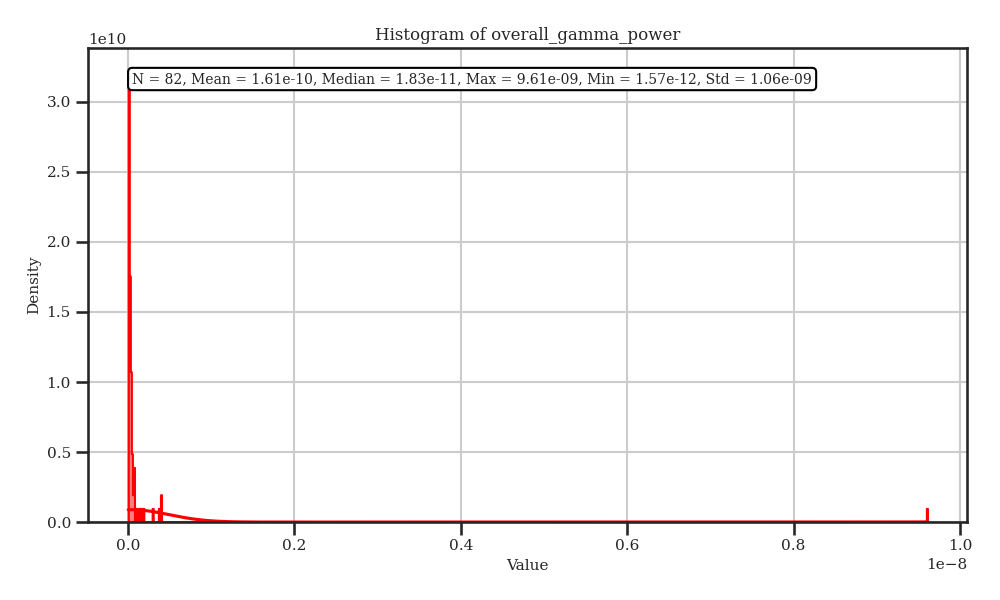 Histogram of overall_gamma_power
1e10
N = 82, Mean = 1.61e-10, Median = 1.83e-11, Max = 9.61e-09, Min = 1.57e-12, Std = 1.06e-09
3.0
2.5
2.0
1.5
1.0
0.5
0.0
Density
0.0 0.2 0.4 0.6 0.8 1.0
Value
1e−8